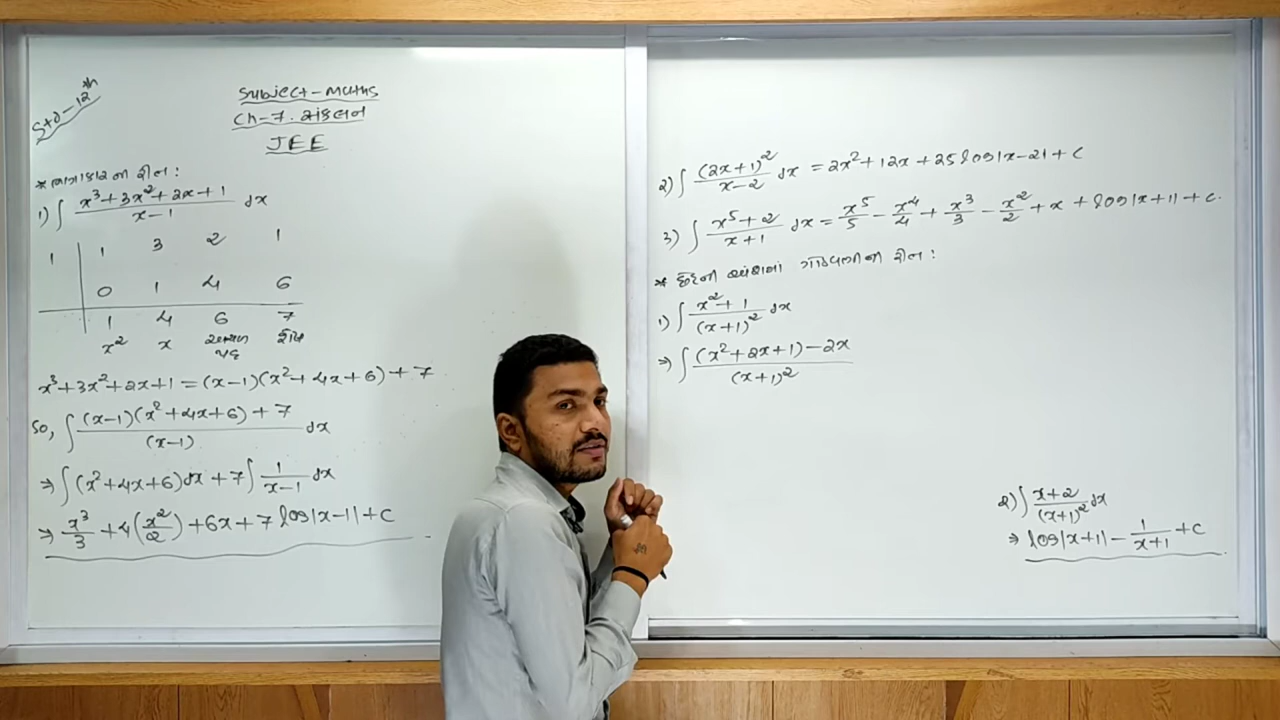 Std-12th
Subject-Maths
Ch-7. સંકલન
JEE
* ભાગાકારની રીત:
1) ∫ (x³+3x²+2x+1)/(x-1) dx
1 | 1 3 2 1
0 1 4 6
1 4 6 7
x² x અચળ પદ શેષ
x³+3x²+2x+1 = (x-1)(x²+4x+6)+7
So, ∫ ((x-1)(x²+4x+6)+7)/(x-1) dx
⇒ ∫(x²+4x+6)dx + 7∫ 1/(x-1) dx
⇒ x³/3 + 4(x²/2) + 6x + 7 log|x-1| + c
2) ∫ (2x+1)²/(x-2) dx = 2x²+12x+25 log|x-2|+c
3) ∫ (x⁵+2)/(x+1) dx = x⁵/5 - x⁴/4 + x³/3 - x²/2 + x + log|x+1| + c.
* છેદની અંશમાં ગોઠવણીની રીત:
1) ∫ (x²+1)/(x+1)² dx
⇒ ∫ ((x²+2x+1)-2x)/(x+1)²
2) ∫ (x+2)/(x+1)² dx
⇒ log|x+1| - 1/(x+1) + c